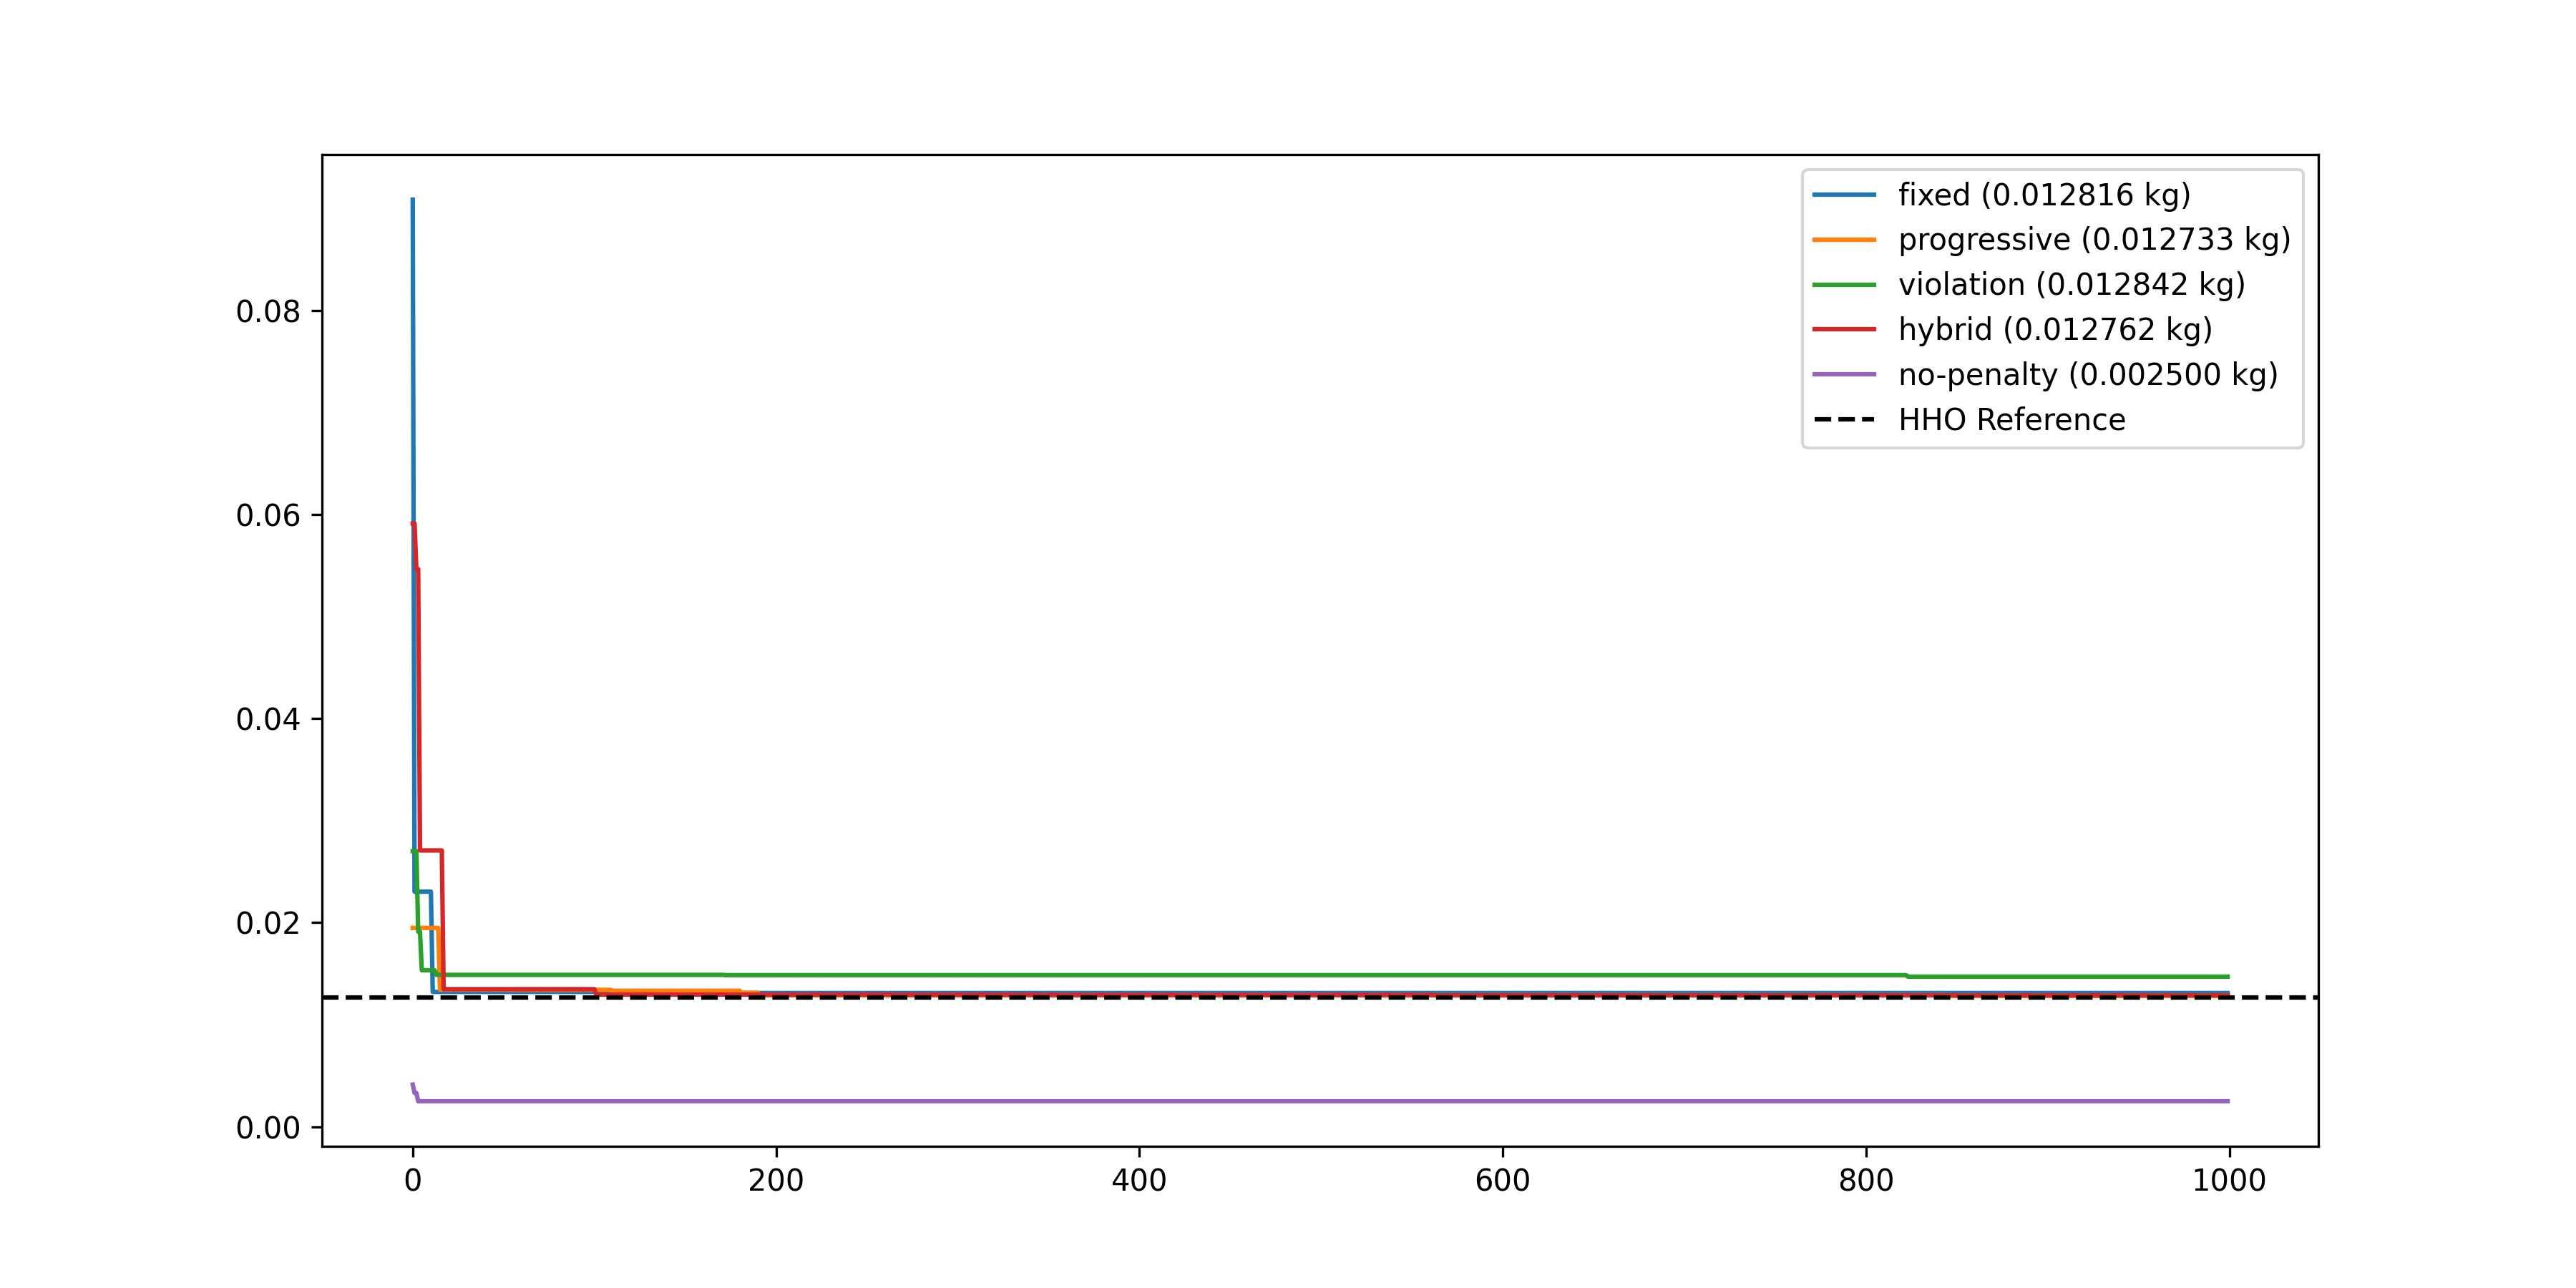 fixed (0.012816 kg)
progressive (0.012733 kg)
violation (0.012842 kg)
hybrid (0.012762 kg)
no-penalty (0.002500 kg)
HHO Reference
0.08
0.06
0.04
0.02
0.00
0 200 400 600 800 1000